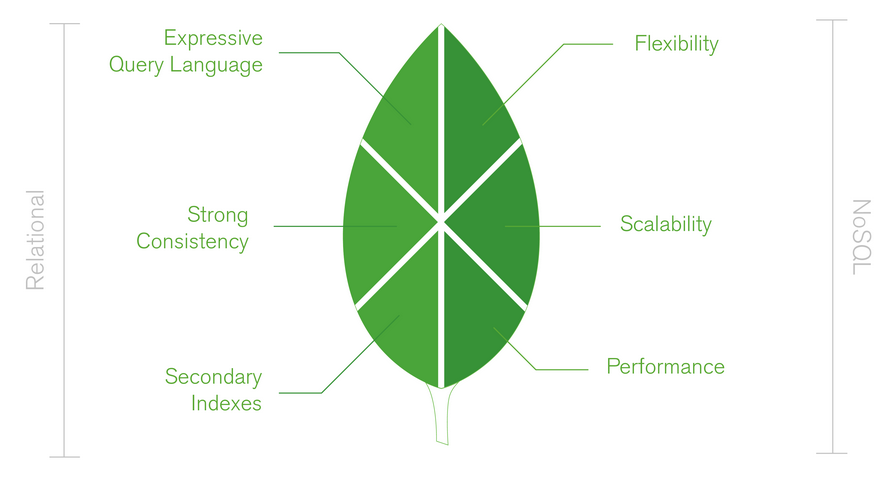 Relational
Expressive
Query Language
Strong
Consistency
Secondary
Indexes
Flexibility
Scalability
Performance
NoSQL